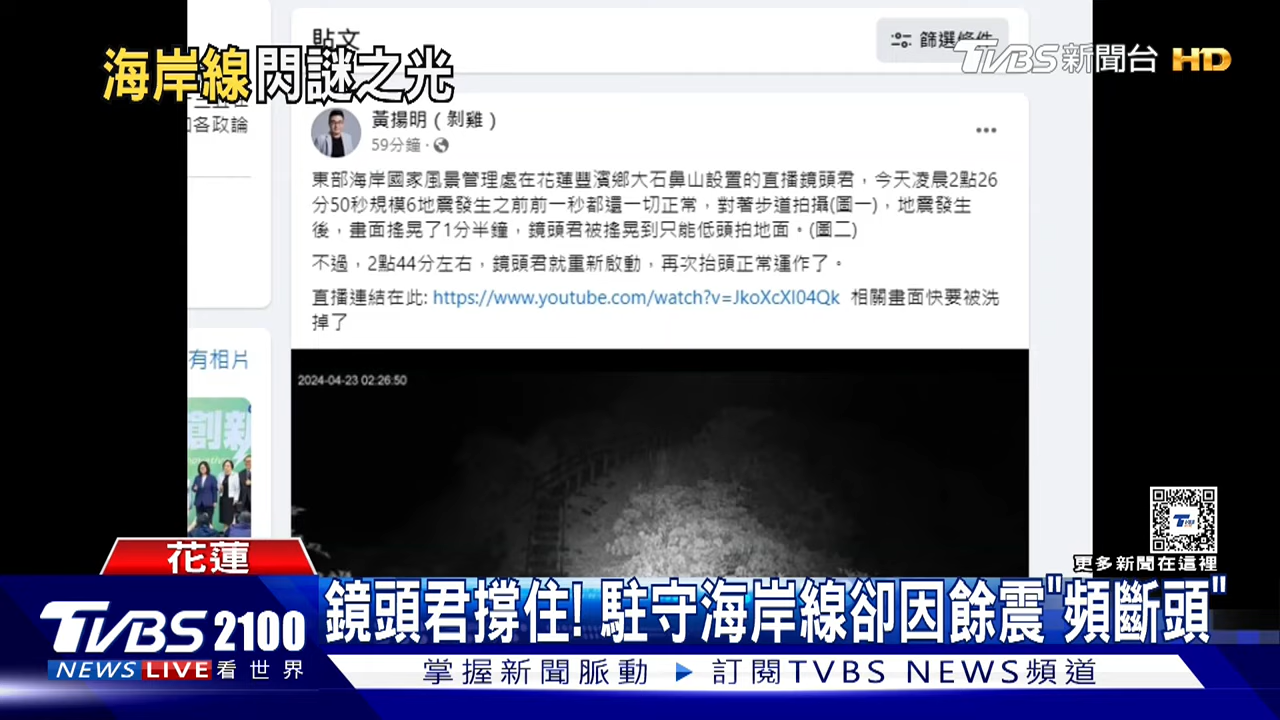 貼文
篩選條件
TVBS新聞台 HD
海岸線閃謎之光
各政論
黃揚明(剝雞)
59分鐘·
東部海岸國家風景管理處在花蓮豐濱鄉大石鼻山設置的直播鏡頭君，今天凌晨2點26
分50秒規模6地震發生之前前一秒都還一切正常，對著步道拍攝(圖一)，地震發生
後，畫面搖晃了1分半鐘，鏡頭君被搖晃到只能低頭拍地面。(圖二)
不過，2點44分左右，鏡頭君就重新啟動，再次抬頭正常運作了。
直播連結在此: https://www.youtube.com/watch?v=JkoXcXl04Qk 相關畫面快要被洗
掉了
有相片
2024-04-23 02:26:50
創新
TVBS
更多新聞在這裡
花蓮
鏡頭君撐住! 駐守海岸線卻因餘震"頻斷頭"
TVBS 2100
NEWS LIVE 看世界
掌握新聞脈動 ▶ 訂閱TVBS NEWS頻道